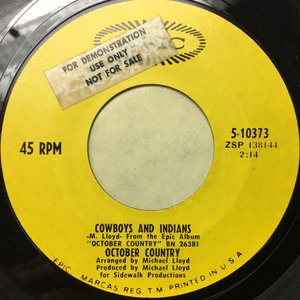 FOR DEMONSTRATION
USE ONLY
NOT FOR SALE
EPIC
45 RPM
5-10373
ZSP 138144
2:14
COWBOYS AND INDIANS
-M. Lloyd- From the Epic Album
"OCTOBER COUNTRY" BN 26381
OCTOBER COUNTRY
Arranged by Michael Lloyd
Produced by Michael Lloyd
for Sidewalk Productions
EPIC, MARCAS REG. T M. PRINTED IN U.S.A.